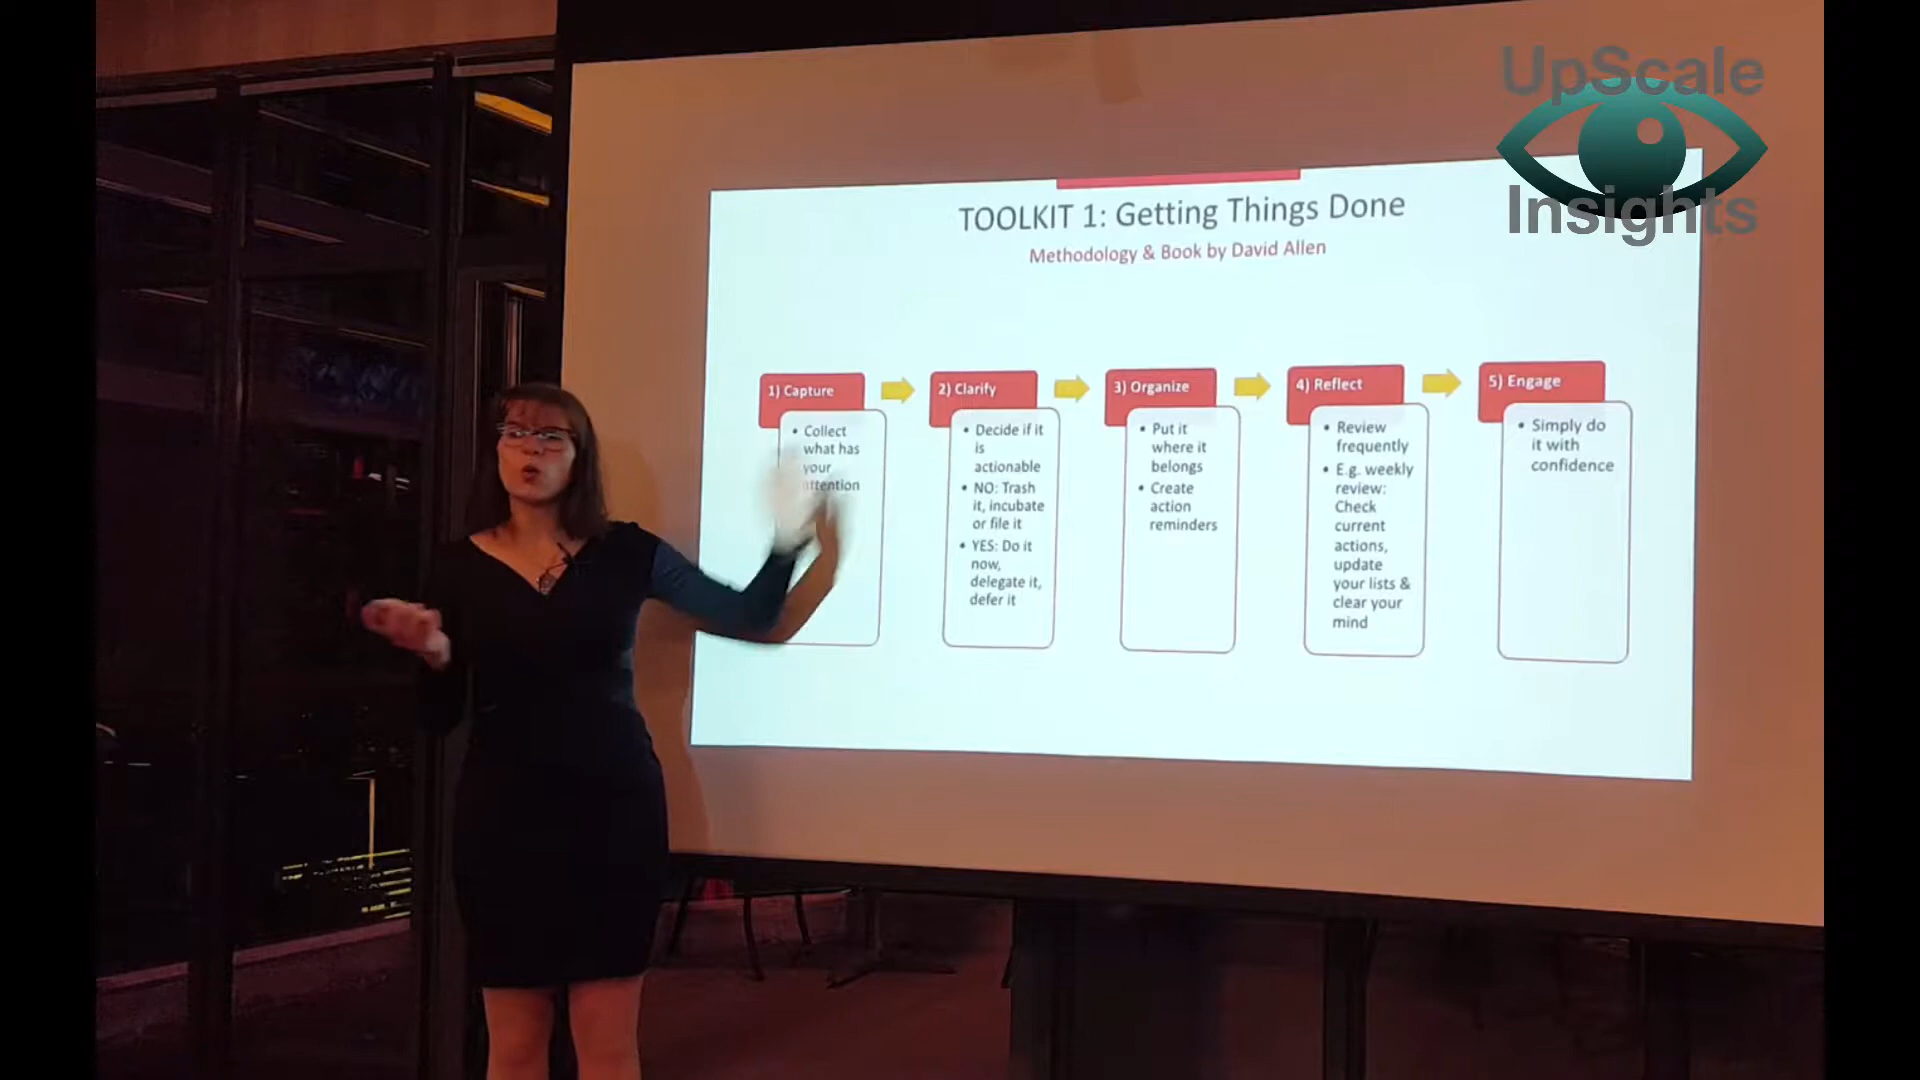 UpScale
Insights
TOOLKIT 1: Getting Things Done
Methodology & Book by David Allen
1) Capture
• Collect
what has
your
attention
2) Clarify
• Decide if it
is
actionable
• NO: Trash
it, incubate
or file it
• YES: Do it
now,
delegate it,
defer it
3) Organize
• Put it
where it
belongs
• Create
action
reminders
4) Reflect
• Review
frequently
• E.g. weekly
review:
Check
current
actions,
update
your lists &
clear your
mind
5) Engage
• Simply do
it with
confidence